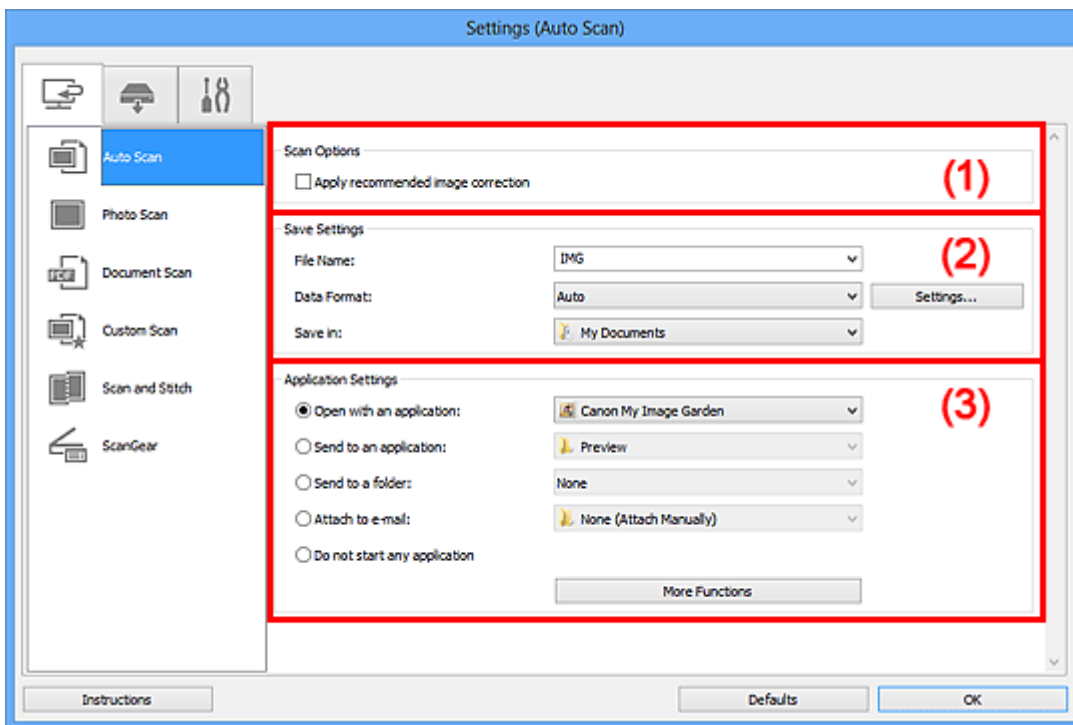 Settings (Auto Scan)
Auto Scan
Photo Scan
Document Scan
Custom Scan
Scan and Stitch
ScanGear
Scan Options
Apply recommended image correction
(1)
Save Settings
(2)
File Name: IMG
Data Format: Auto Settings...
Save in: My Documents
Application Settings
(3)
Open with an application: Canon My Image Garden
Send to an application: Preview
Send to a folder: None
Attach to e-mail: None (Attach Manually)
Do not start any application
More Functions
Instructions Defaults OK